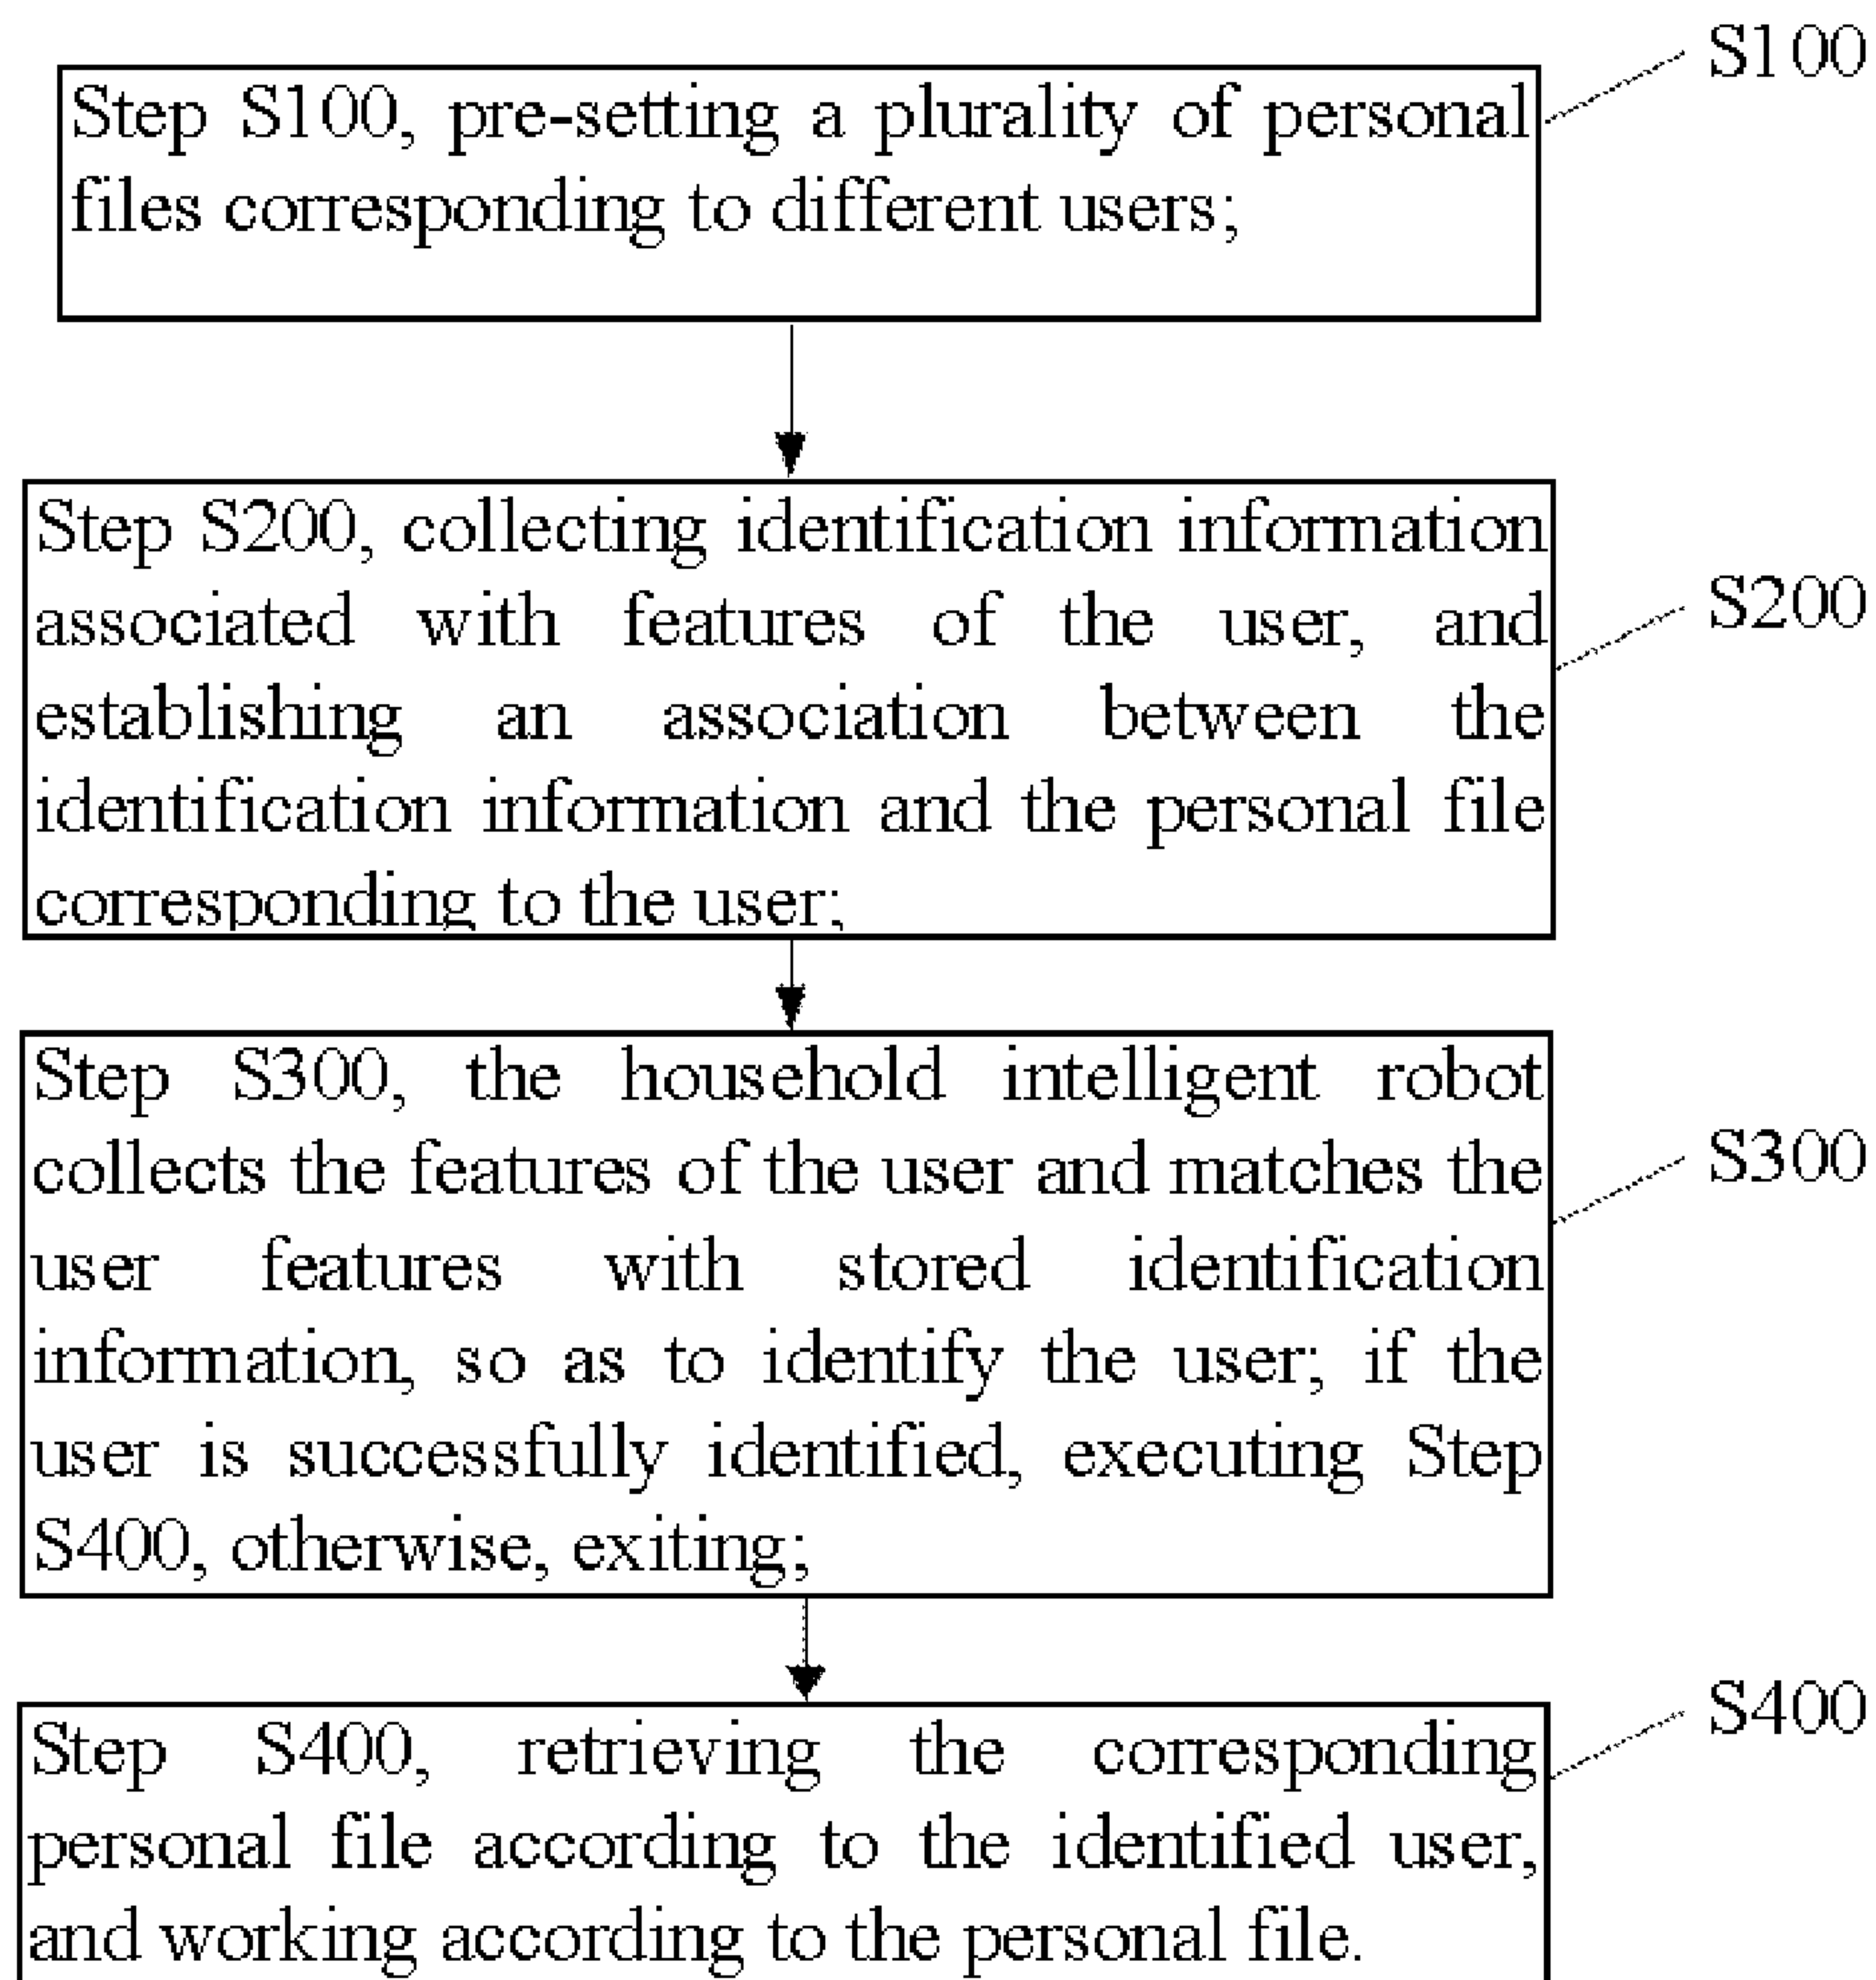 S100
Step S100, pre-setting a plurality of personal
files corresponding to different users;
Step S200, collecting identification information
associated with features of the user, and
establishing an association between the
identification information and the personal file
corresponding to the user;
S200
Step S300, the household intelligent robot
collects the features of the user and matches the
user features with stored identification
information, so as to identify the user; if the
user is successfully identified, executing Step
S400, otherwise, exiting;
S300
Step S400, retrieving the corresponding
personal file according to the identified user,
and working according to the personal file.
S400